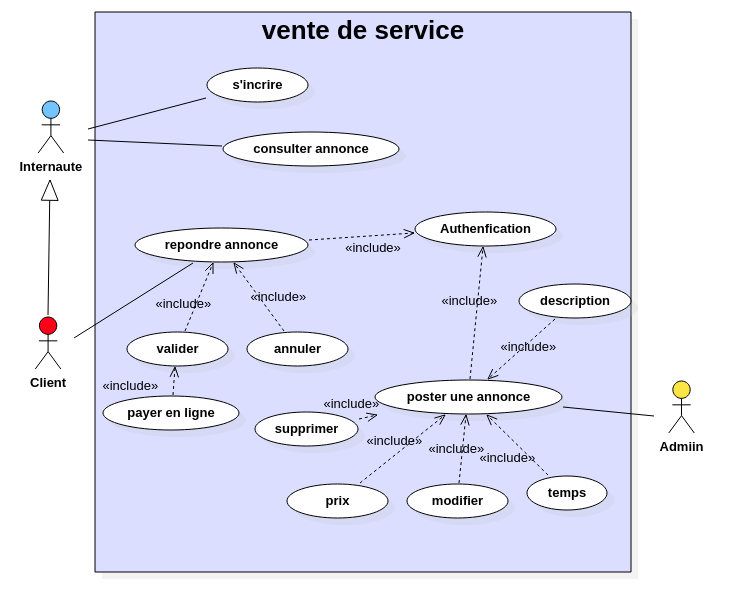 vente de service
s'incrire
Internaute
consulter annonce
repondre annonce
Authenfication
«include»
«include»
«include»
«include»
description
valider
annuler
«include»
Client
«include»
payer en ligne
«include»
poster une annonce
supprimer
«include»
«include»
«include»
Admiin
prix
modifier
temps